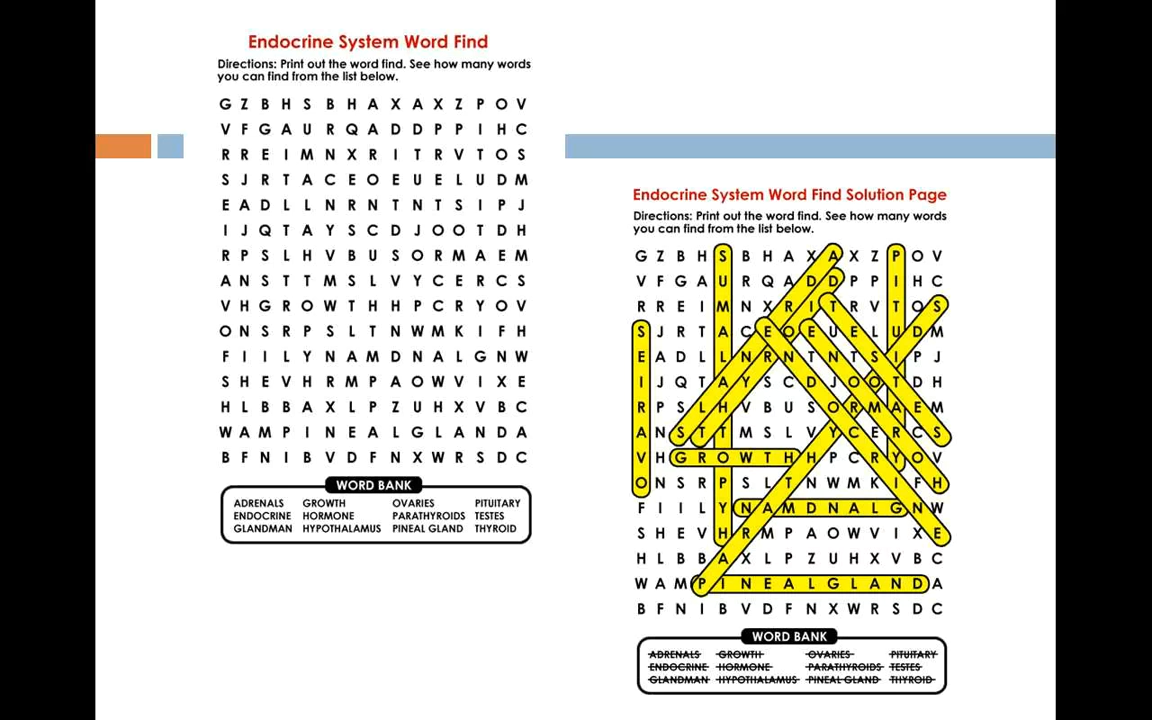 Endocrine System Word Find
Directions: Print out the word find. See how many words
you can find from the list below.
G Z B H S B H A X A X Z P O V
V F G A U R Q A D D P P I H C
R R E I M N X R I T R V T O S
S J R T A C E O E U E L U D M
E A D L L N R N T N T S I P J
I J Q T A Y S C D J O O T D H
R P S L H V B U S O R M A E M
A N S T T M S L V Y C E R C S
V H G R O W T H H P C R Y O V
O N S R P S L T N W M K I F H
F I I L Y N A M D N A L G N W
S H E V H R M P A O W V I X E
H L B B A X L P Z U H X V B C
W A M P I N E A L G L A N D A
B F N I B V D F N X W R S D C
WORD BANK
ADRENALS GROWTH OVARIES PITUITARY
ENDOCRINE HORMONE PARATHYROIDS TESTES
GLANDMAN HYPOTHALAMUS PINEAL GLAND THYROID
Endocrine System Word Find Solution Page
Directions: Print out the word find. See how many words
you can find from the list below.
G Z B H S B H A X A X Z P O V
V F G A U R Q A D D P P I H C
R R E I M N X R I T R V T O S
S J R T A C E O E U E L U D M
E A D L L N R N T N T S I P J
I J Q T A Y S C D J O O T D H
R P S L H V B U S O R M A E M
A N S T T M S L V Y C E R C S
V H G R O W T H H P C R Y O V
O N S R P S L T N W M K I F H
F I I L Y N A M D N A L G N W
S H E V H R M P A O W V I X E
H L B B A X L P Z U H X V B C
W A M P I N E A L G L A N D A
B F N I B V D F N X W R S D C
WORD BANK
ADRENALS GROWTH OVARIES PITUITARY
ENDOCRINE HORMONE PARATHYROIDS TESTES
GLANDMAN HYPOTHALAMUS PINEAL GLAND THYROID